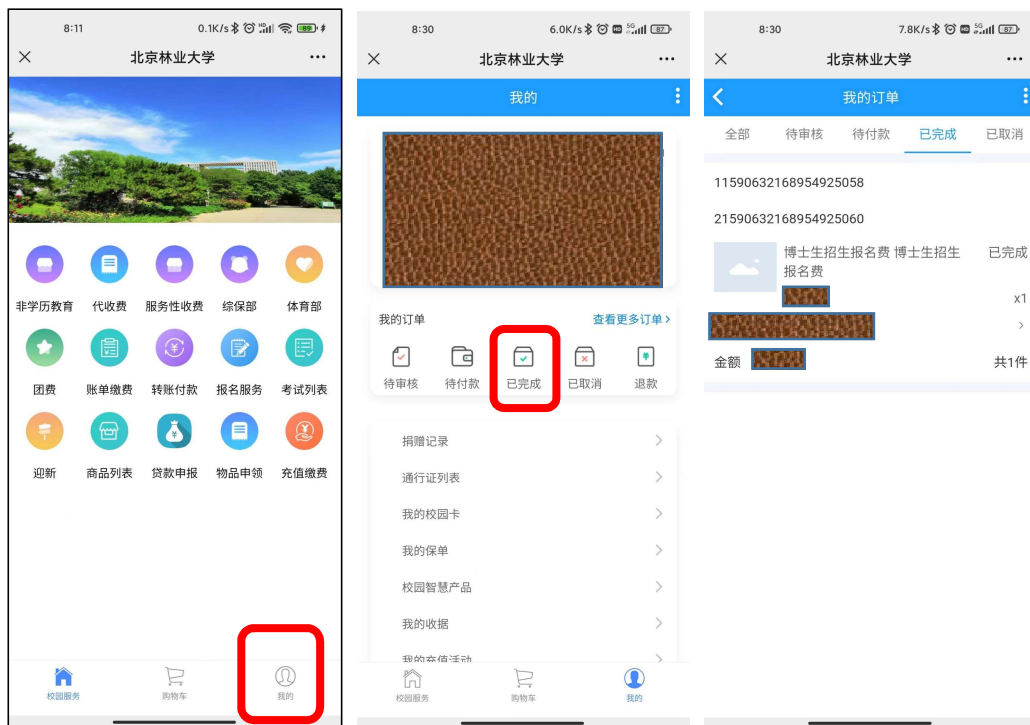 8:11 0.1K/s HD 89
北京林业大学
非学历教育 代收费 服务性收费 综保部 体育部
团费 账单缴费 转账付款 报名服务 考试列表
迎新 商品列表 贷款申报 物品申领 充值缴费
校园服务 购物车 我的
8:30 6.0K/s HD 5G 87
北京林业大学
我的
我的订单 查看更多订单
待审核 待付款 已完成 已取消 退款
捐赠记录
通行证列表
我的校园卡
我的保单
校园智慧产品
我的收据
我的充值活动
校园服务 购物车 我的
8:30 7.8K/s HD 5G 87
北京林业大学
我的订单
全部 待审核 待付款 已完成 已取消
11590632168954925058
21590632168954925060
博士生招生报名费 博士生招生 已完成
报名费
x1
金额 共1件